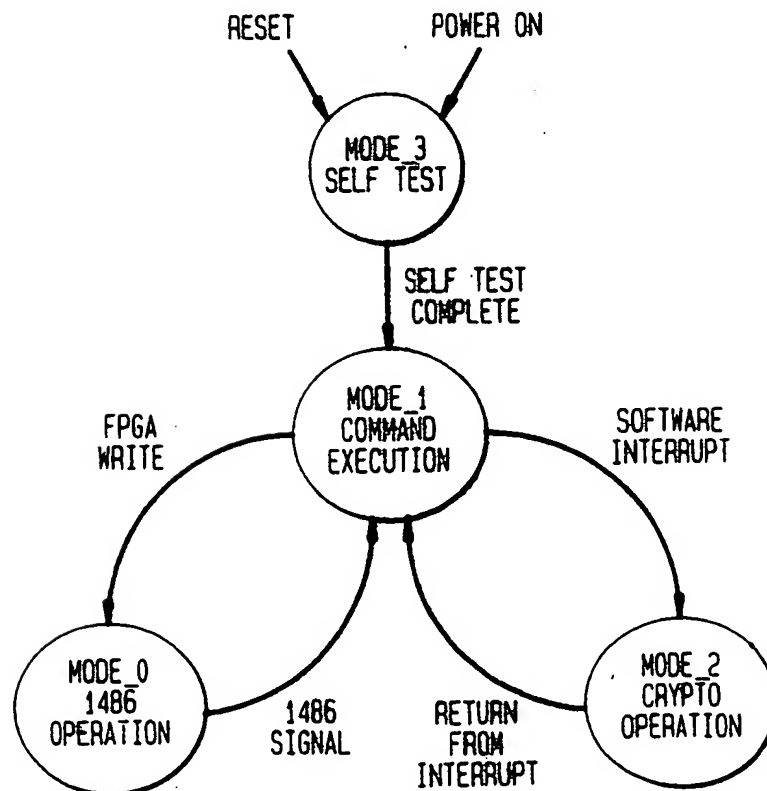 RESET
POWER ON
MODE_3
SELF TEST
SELF TEST
COMPLETE
MODE_1
COMMAND
EXECUTION
FPGA
WRITE
SOFTWARE
INTERRUPT
MODE_0
1486
OPERATION
1486
SIGNAL
RETURN
FROM
INTERRUPT
MODE_2
CRYPTO
OPERATION